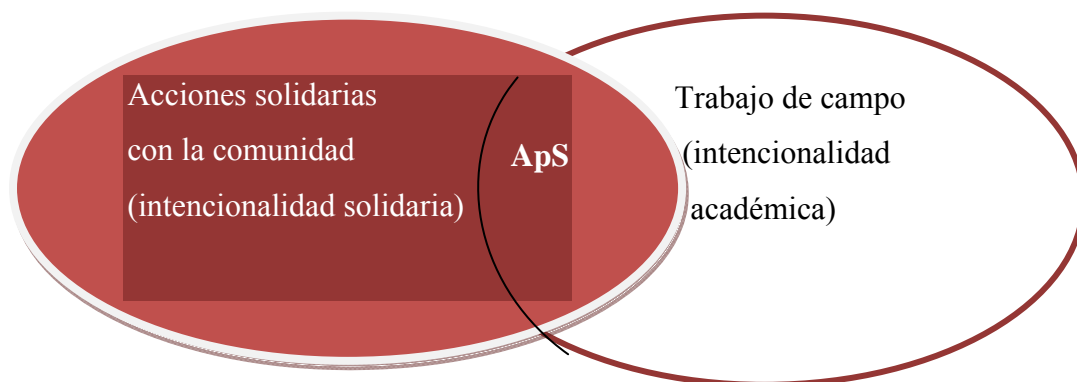 Acciones solidarias
con la comunidad
(intencionalidad solidaria)
ApS
Trabajo de campo
(intencionalidad
académica)